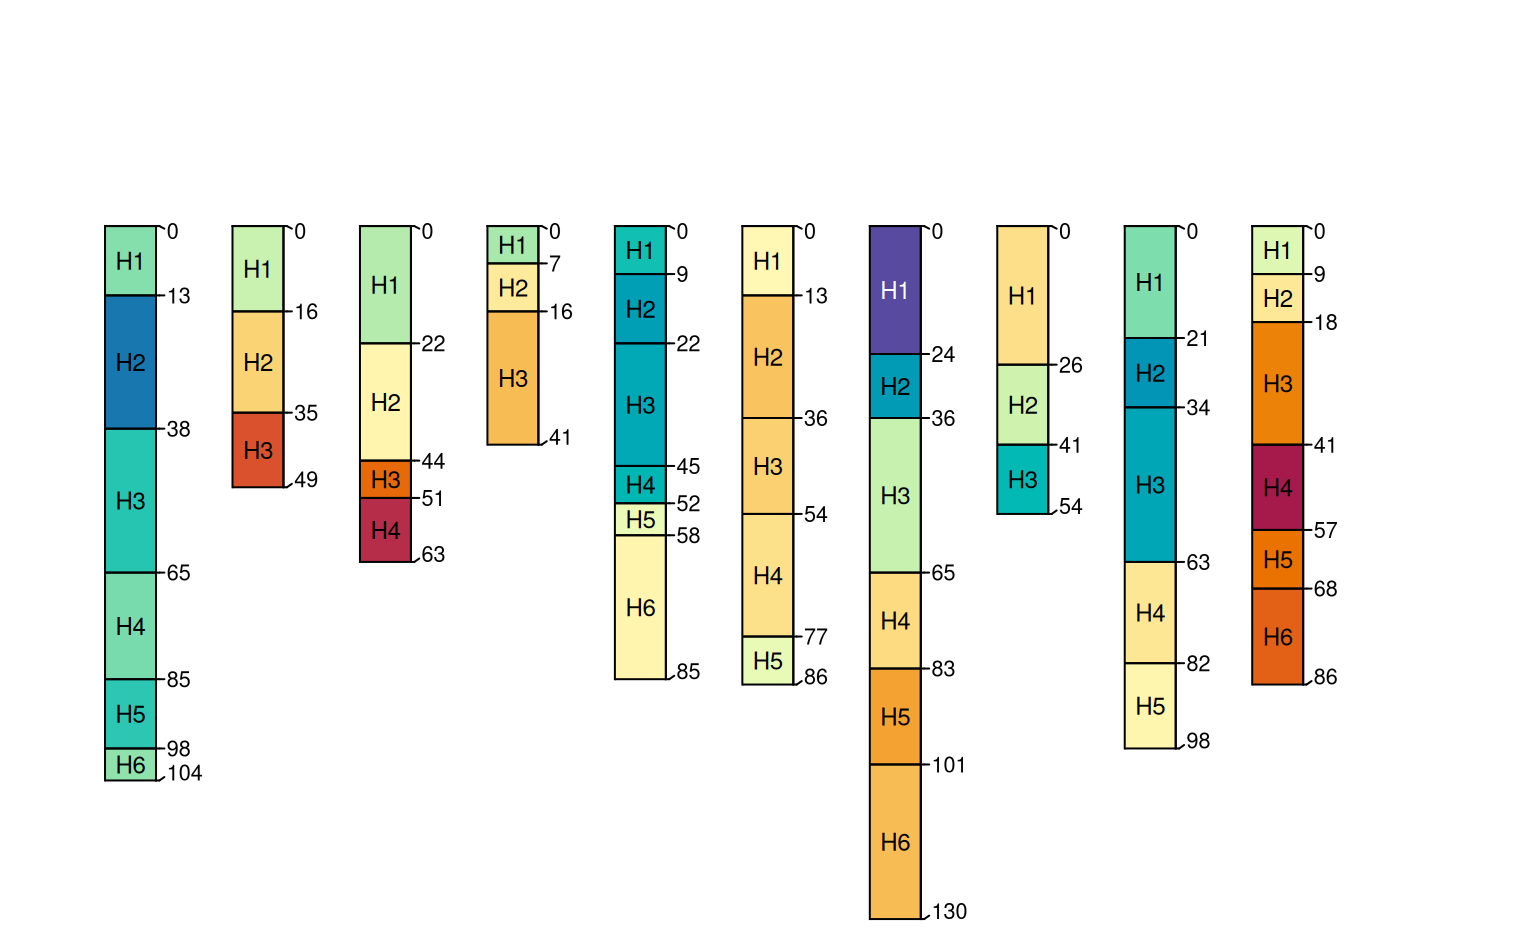 0 H1 13 H2 38 H3 65 H4 85 H5 98 H6 104
0 H1 16 H2 35 H3 49
0 H1 22 H2 44 H3 51 H4 63
0 H1 7 H2 16 H3 41
0 H1 9 H2 22 H3 45 H4 52 H5 58 H6 85
0 H1 13 H2 36 H3 54 H4 77 H5 86
0 H1 24 H2 36 H3 65 H4 83 H5 101 H6 130
0 H1 26 H2 41 H3 54
0 H1 21 H2 34 H3 63 H4 82 H5 98
0 H1 9 H2 18 H3 41 H4 57 H5 68 H6 86